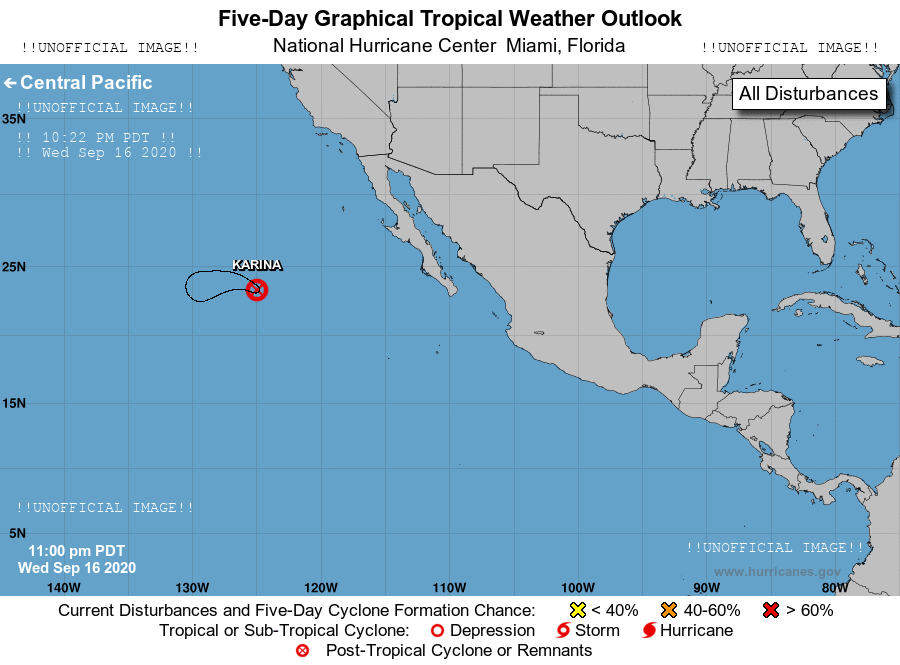 Five-Day Graphical Tropical Weather Outlook
!!UNOFFICIAL IMAGE!!
National Hurricane Center  Miami, Florida
!!UNOFFICIAL IMAGE!!
← Central Pacific
All Disturbances
!!UNOFFICIAL IMAGE!!
35N
!! 10:22 PM PDT !!
!! Wed Sep 16 2020 !!
KARINA
25N
15N
!!UNOFFICIAL IMAGE!!
5N
11:00 pm PDT
Wed Sep 16 2020
!!UNOFFICIAL IMAGE!!
www.hurricanes.gov
140W 130W 120W 110W 100W 90W 80W
Current Disturbances and Five-Day Cyclone Formation Chance: < 40% 40-60% > 60%
Tropical or Sub-Tropical Cyclone: Depression Storm Hurricane
Post-Tropical Cyclone or Remnants